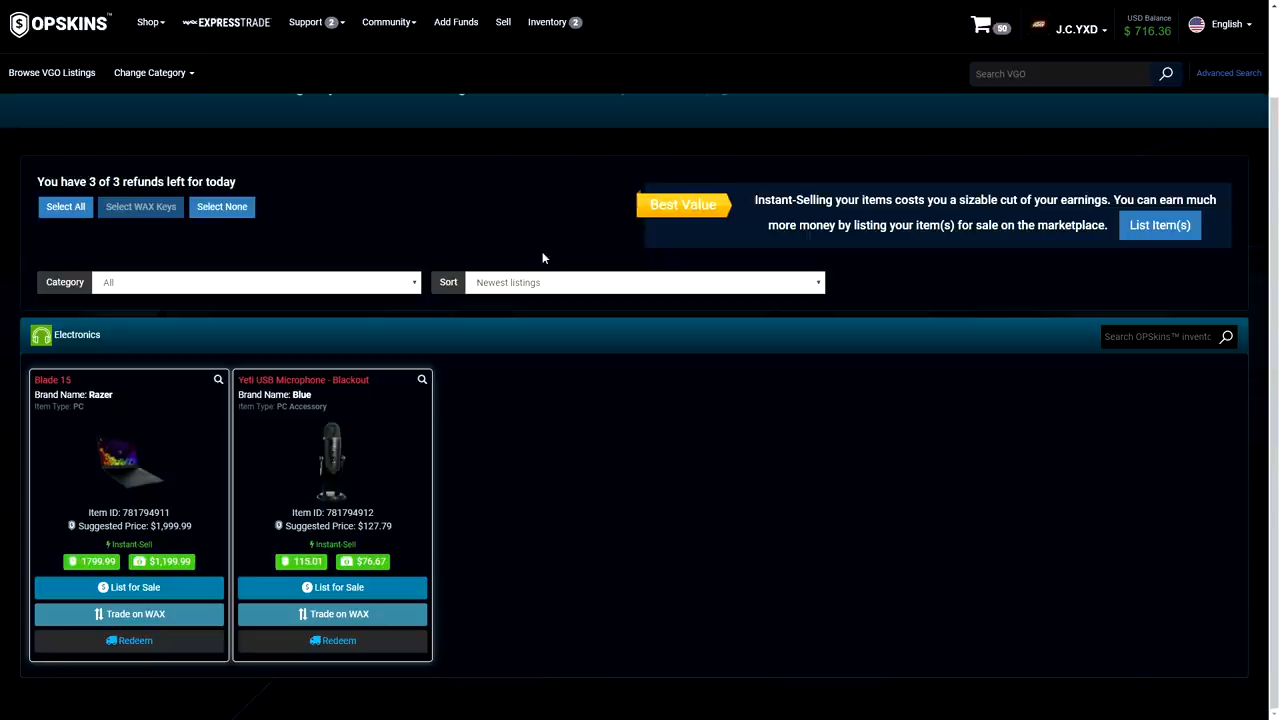 OPSKINS™
Shop
WAX EXPRESSTRADE
Support 2
Community
Add Funds
Sell
Inventory 2
50
J.C.YXD
USD Balance
$ 716.36
English
Browse VGO Listings
Change Category
Search VGO
Advanced Search
You have 3 of 3 refunds left for today
Select All
Select WAX Keys
Select None
Best Value
Instant-Selling your items costs you a sizable cut of your earnings. You can earn much
more money by listing your item(s) for sale on the marketplace.
List Item(s)
Category
All
Sort
Newest listings
Electronics
Search OPSkins™ invento
Blade 15
Brand Name: Razer
Item Type: PC
Item ID: 781794911
Suggested Price: $1,999.99
Instant-Sell
1799.99
$1,199.99
List for Sale
Trade on WAX
Redeem
Yeti USB Microphone - Blackout
Brand Name: Blue
Item Type: PC Accessory
Item ID: 781794912
Suggested Price: $127.79
Instant-Sell
115.01
$76.67
List for Sale
Trade on WAX
Redeem